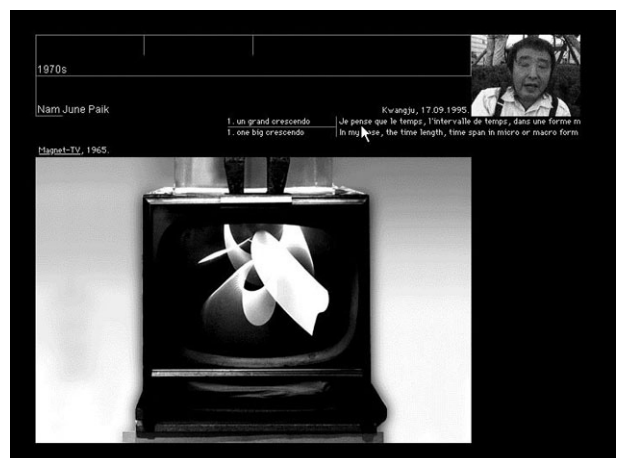 1970s
Nam June Paik
Kwangju, 17.09.1995.
1. un grand crescendo
Je pense que le temps, l'intervalle de temps, dans une forme m
1. one big crescendo
In my , the time length, time span in micro or macro form
Magnet-TV, 1965.